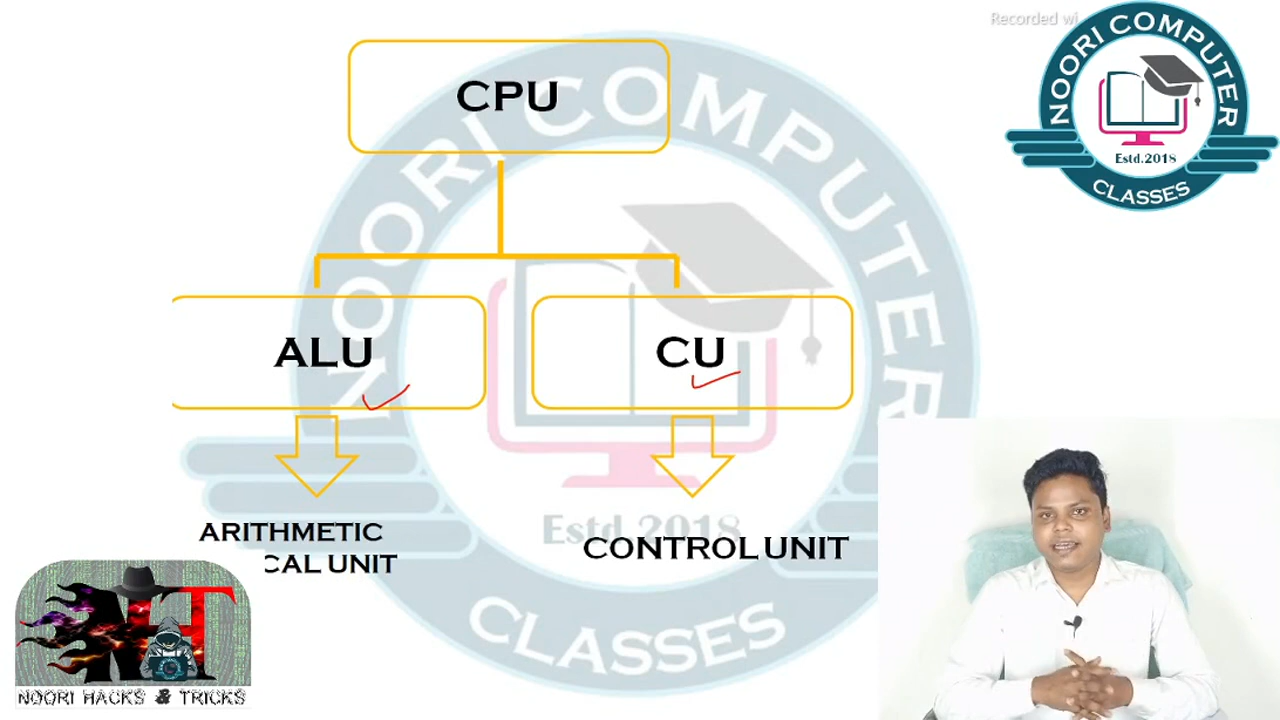 Recorded wi
NOORI COMPUTER
Estd.2018
CLASSES
CPU
NOORI COMPUTER
ALU
CU
Estd.2018
ARITHMETIC
CAL UNIT
CONTROL UNIT
CLASSES
HT
NOORI HACKS & TRICKS